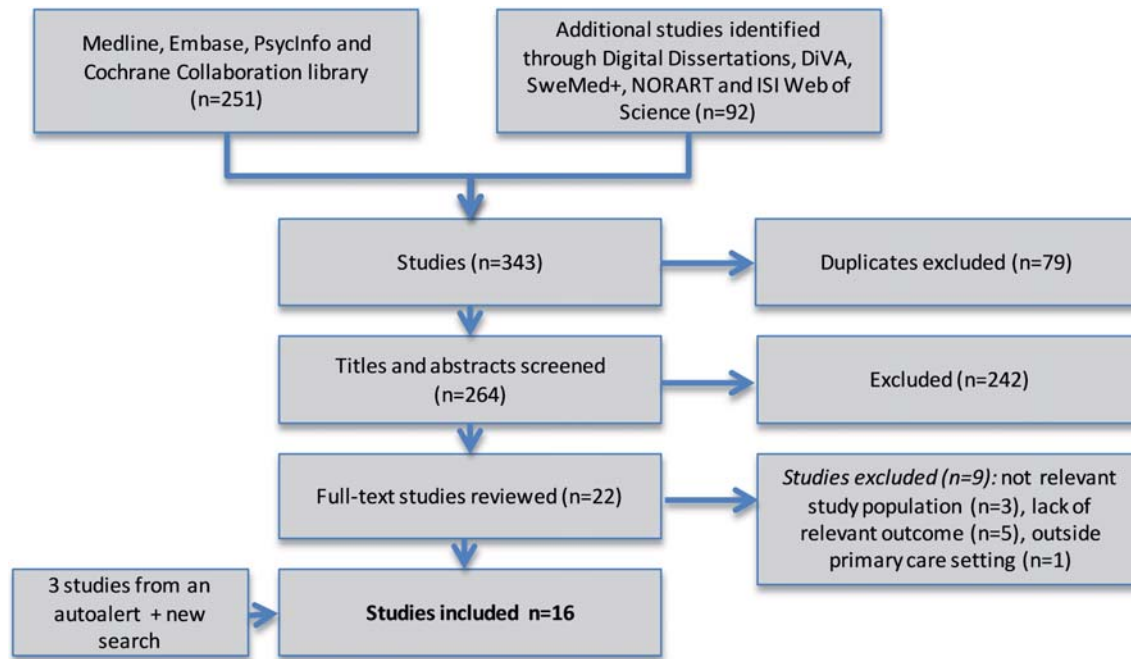 Medline, Embase, PsycInfo and
Cochrane Collaboration library
(n=251)
Additional studies identified
through Digital Dissertations, DiVA,
SweMed+, NORART and ISI Web of
Science (n=92)
Studies (n=343)
Duplicates excluded (n=79)
Titles and abstracts screened
(n=264)
Excluded (n=242)
Full-text studies reviewed (n=22)
Studies excluded (n=9): not relevant
study population (n=3), lack of
relevant outcome (n=5), outside
primary care setting (n=1)
3 studies from an
autoalert + new
search
Studies included n=16